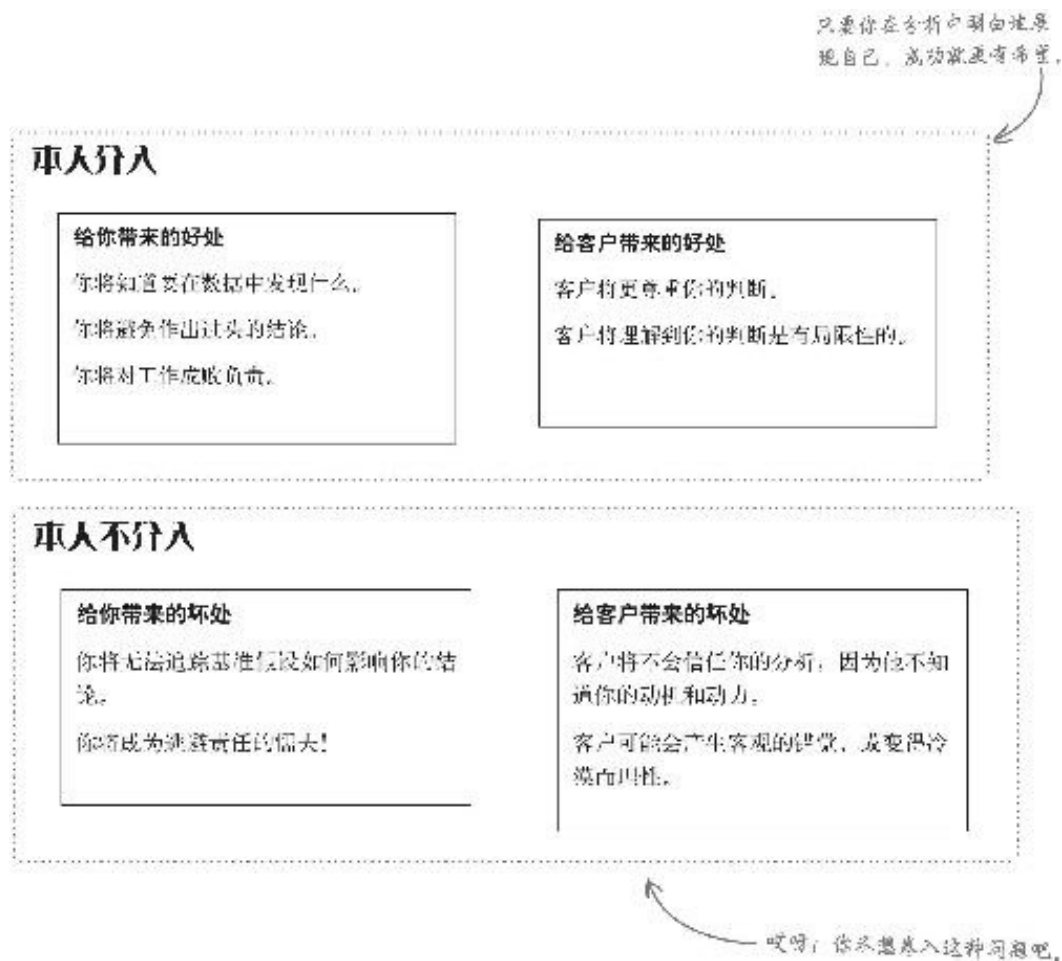 只要你在分析中明白地展
现自己，成功就更有希望。
本人介入
给你带来的好处
你将知道要在数据中发现什么。
你将避免作出过头的结论。
你将对工作成败负责。
给客户带来的好处
客户将更尊重你的判断。
客户将理解到你的判断是有局限性的。
本人不介入
给你带来的坏处
你将无法追踪基准假设如何影响你的结
论。
你将成为逃避责任的懦夫！
给客户带来的坏处
客户将不会信任你的分析，因为他不知
道你的动机和动力。
客户可能会产生客观的错觉，或变得冷
漠而理性。
哎呀；你不想卷入这种问题吧。